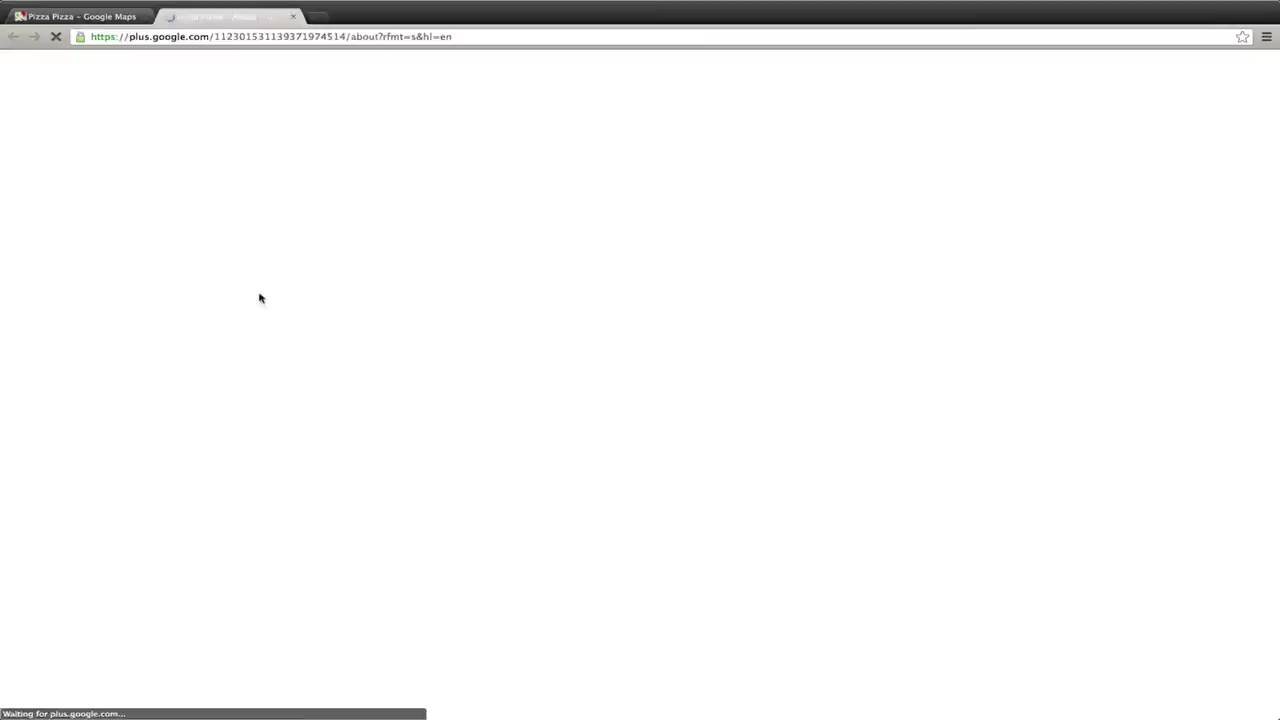 Pizza Pizza - Google Maps
https://plus.google.com/112301531139371974514/about?rfmt=s&hl=en
Waiting for plus.google.com...